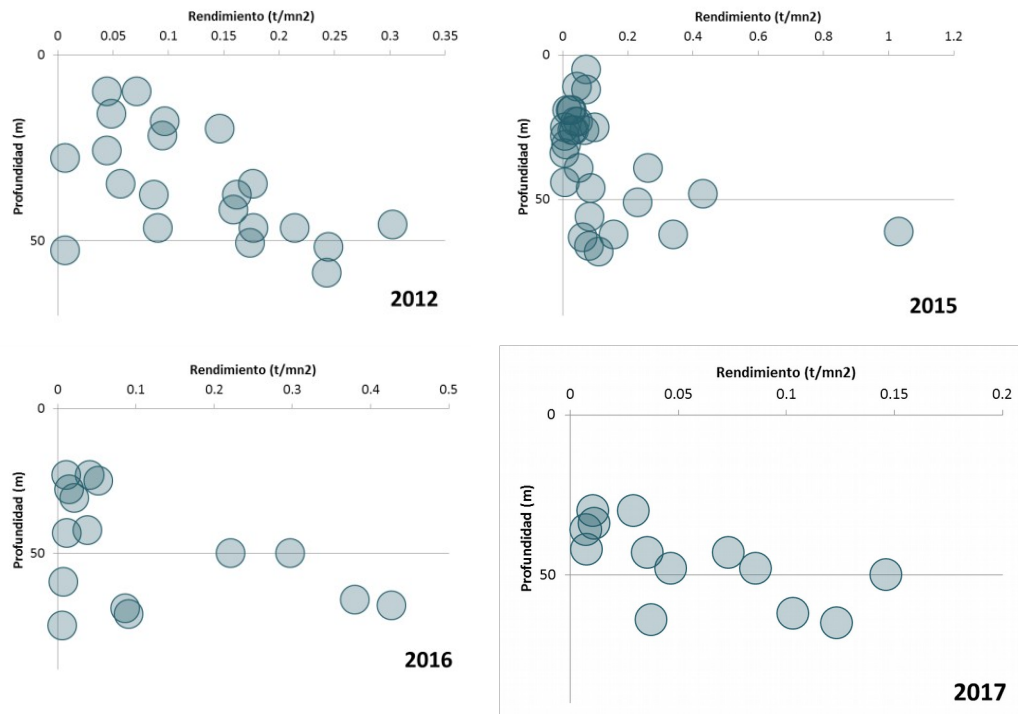 Rendimiento (t/mn2)
0 0.05 0.1 0.15 0.2 0.25 0.3 0.35
0
Profundidad (m)
50
2012
Rendimiento (t/mn2)
0 0.2 0.4 0.6 0.8 1 1.2
0
Profundidad (m)
50
2015
Rendimiento (t/mn2)
0 0.1 0.2 0.3 0.4 0.5
0
Profundidad (m)
50
2016
Rendimiento (t/mn2)
0 0.05 0.1 0.15 0.2
0
Profundidad (m)
50
2017